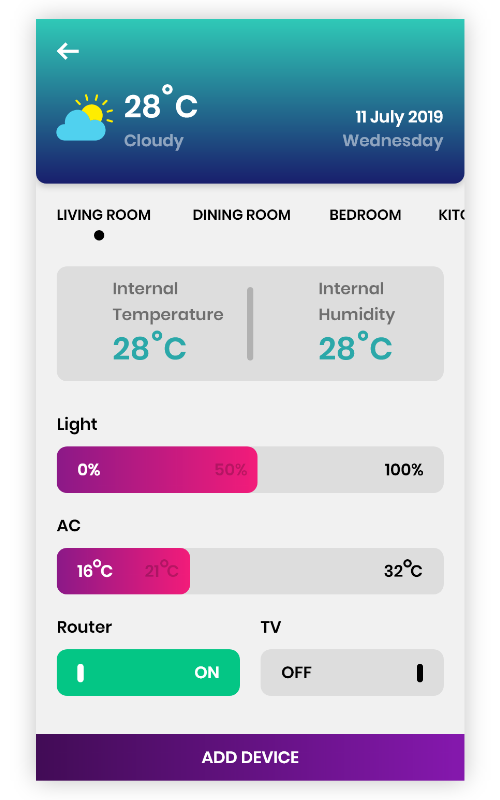 28°C
Cloudy
11 July 2019
Wednesday
LIVING ROOM DINING ROOM BEDROOM KITC
Internal Temperature
28°C
Internal Humidity
28°C
Light
0% 50% 100%
AC
16°C 21°C 32°C
Router
ON
TV
OFF
ADD DEVICE